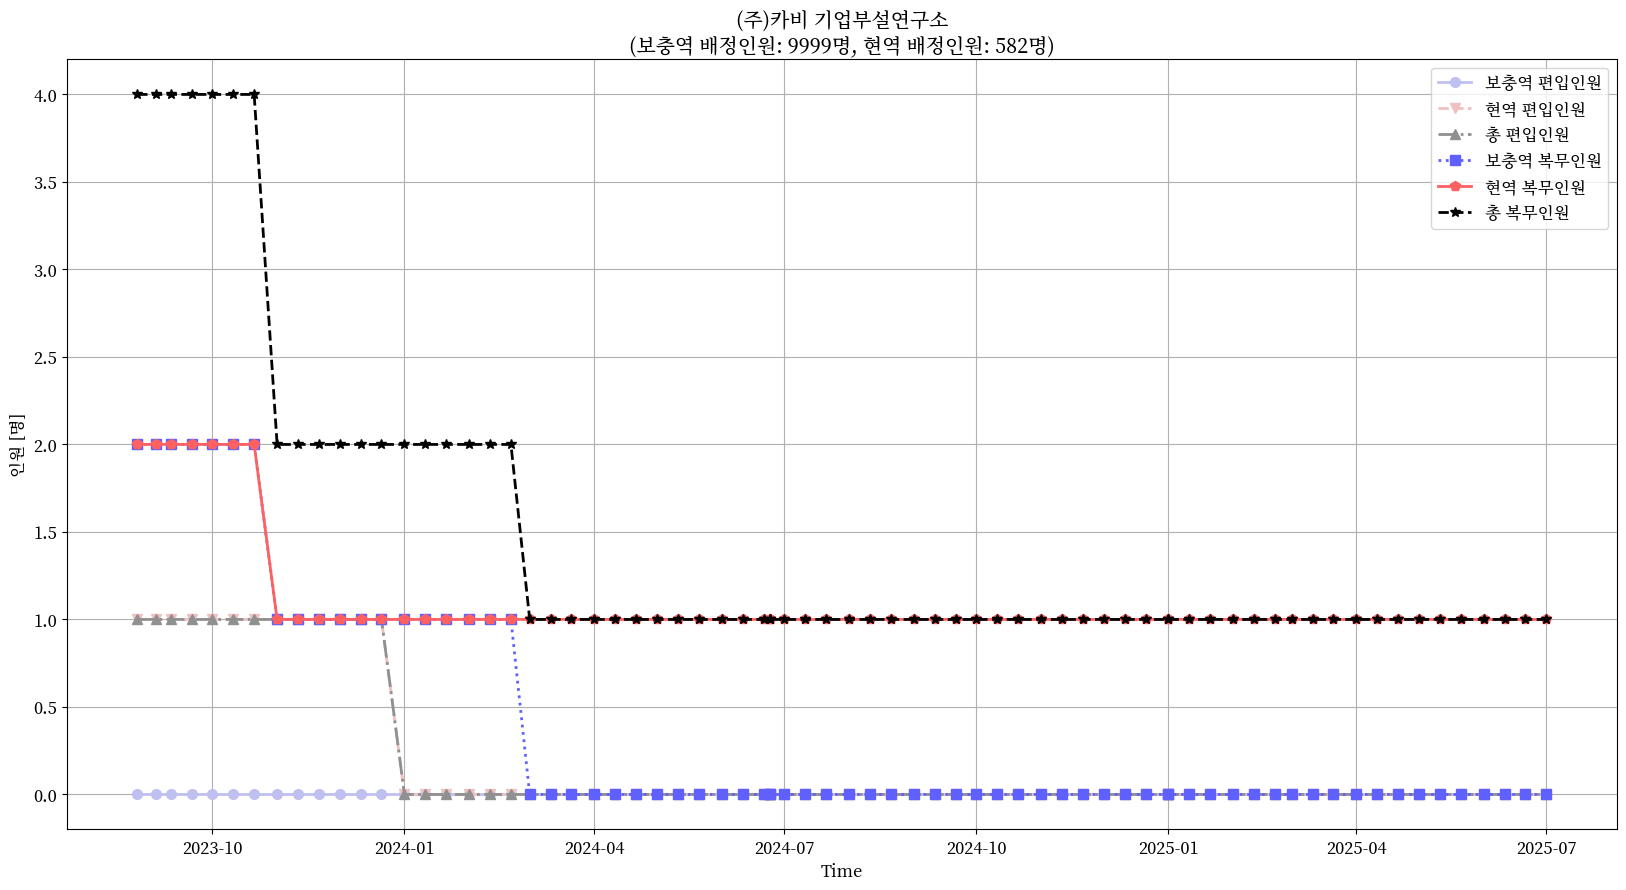 (주)카비 기업부설연구소
(보충역 배정인원: 9999명, 현역 배정인원: 582명)
보충역 편입인원
현역 편입인원
총 편입인원
보충역 복무인원
현역 복무인원
총 복무인원
인원 [명]
4.0
3.5
3.0
2.5
2.0
1.5
1.0
0.5
0.0
2023-10
2024-01
2024-04
2024-07
2024-10
2025-01
2025-04
2025-07
Time